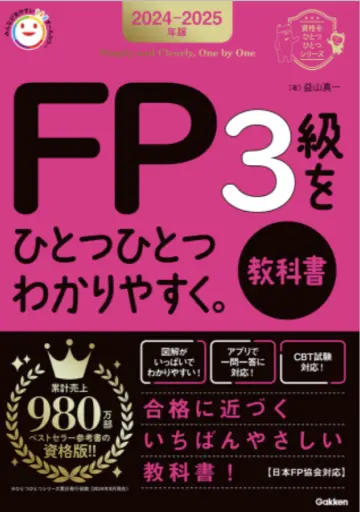 2024-2025
年版
Simply and Clearly, One by One
資格を
ひとつ
ひとつ
シリーズ
[著] 益山真一
FP3級を
ひとつひとつ
わかりやすく。
教科書
図解が
いっぱいで
わかりやすい!
アプリで
一問一答に
対応!
CBT試験
対応!
累計売上
980万部
ベストセラー参考書の
資格版!!
合格に近づく
いちばんやさしい
教科書!
【日本FP協会対応】
Gakken